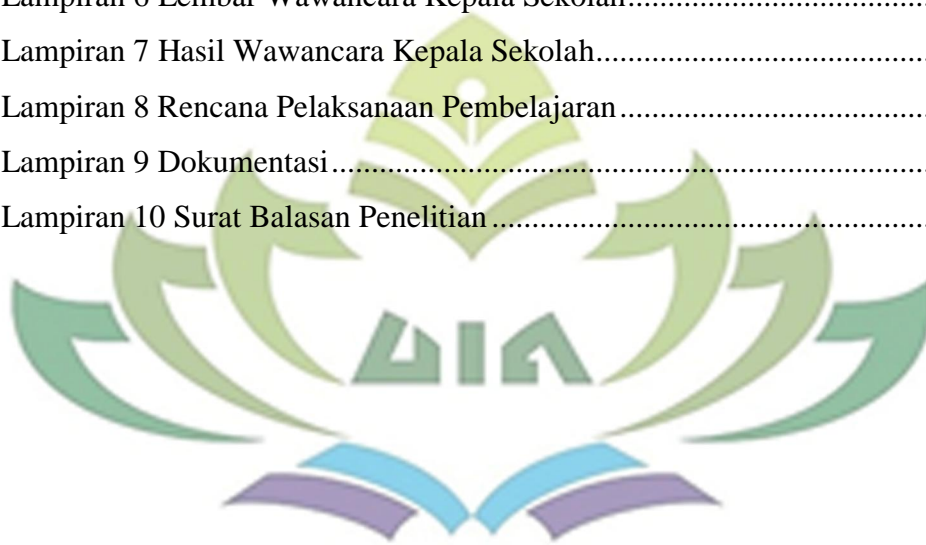 Lampiran 6 Lembar Wawancara Kepala Sekolah....................................
Lampiran 7 Hasil Wawancara Kepala Sekolah.........................................
Lampiran 8 Rencana Pelaksanaan Pembelajaran.....................................
Lampiran 9 Dokumentasi.........................................................................
Lampiran 10 Surat Balasan Penelitian.....................................................
UIN